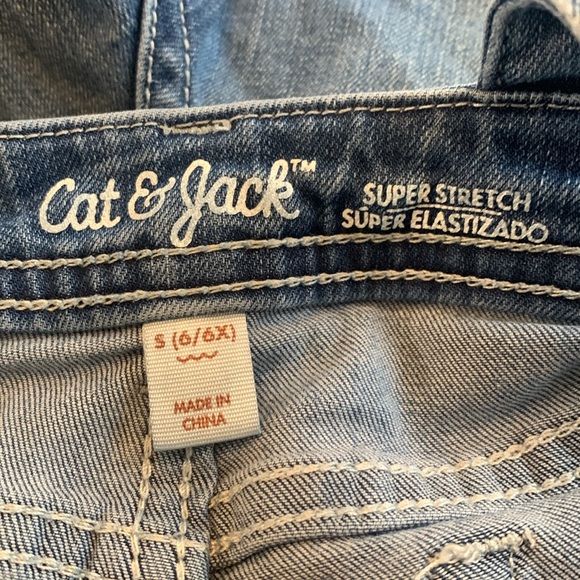 Cat & Jack™
SUPER STRETCH
SÚPER ELASTIZADO
S (6/6X)
MADE IN
CHINA